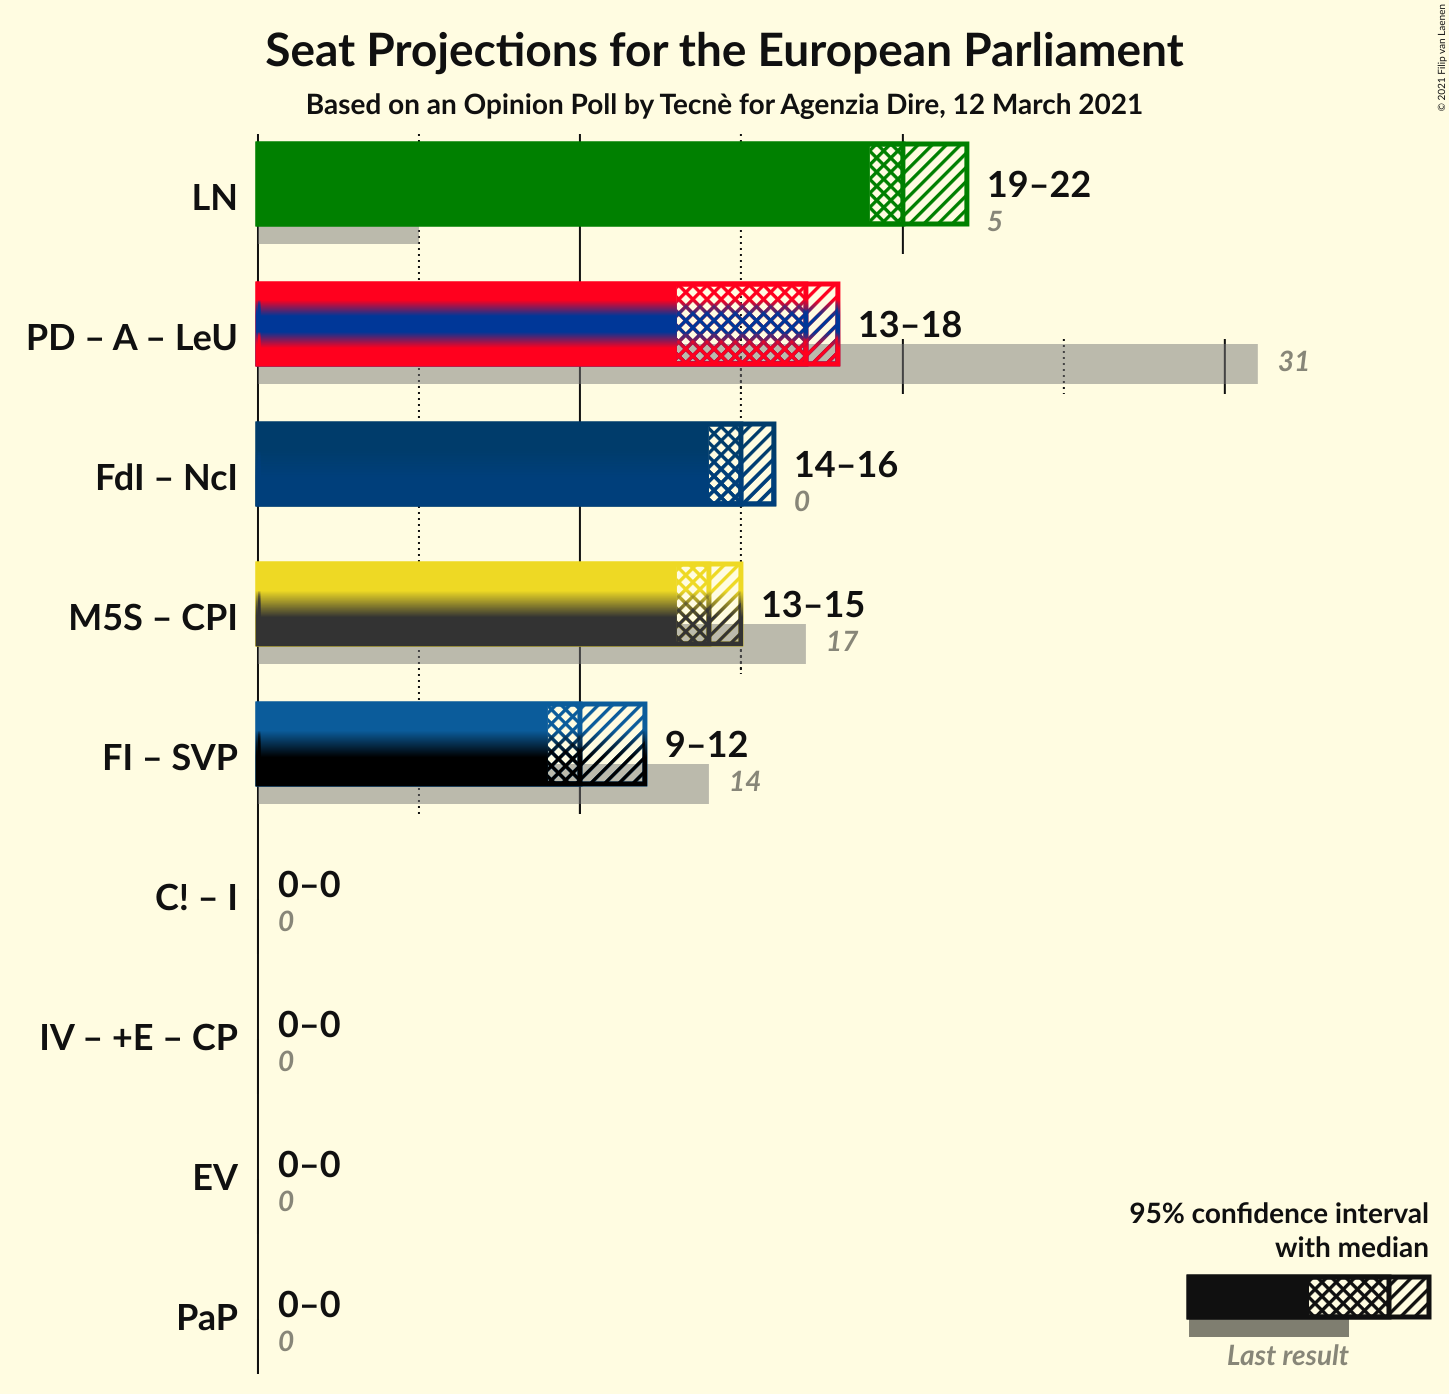 Seat Projections for the European Parliament
Based on an Opinion Poll by Tecnè for Agenzia Dire, 12 March 2021
© 2021 Filip van Laenen
LN
19–22
5
PD – A – LeU
13–18
31
FdI – NcI
14–16
0
M5S – CPI
13–15
17
FI – SVP
9–12
14
C! – I
0–0
0
IV – +E – CP
0–0
0
EV
0–0
0
PaP
0–0
0
95% confidence interval
with median
Last result